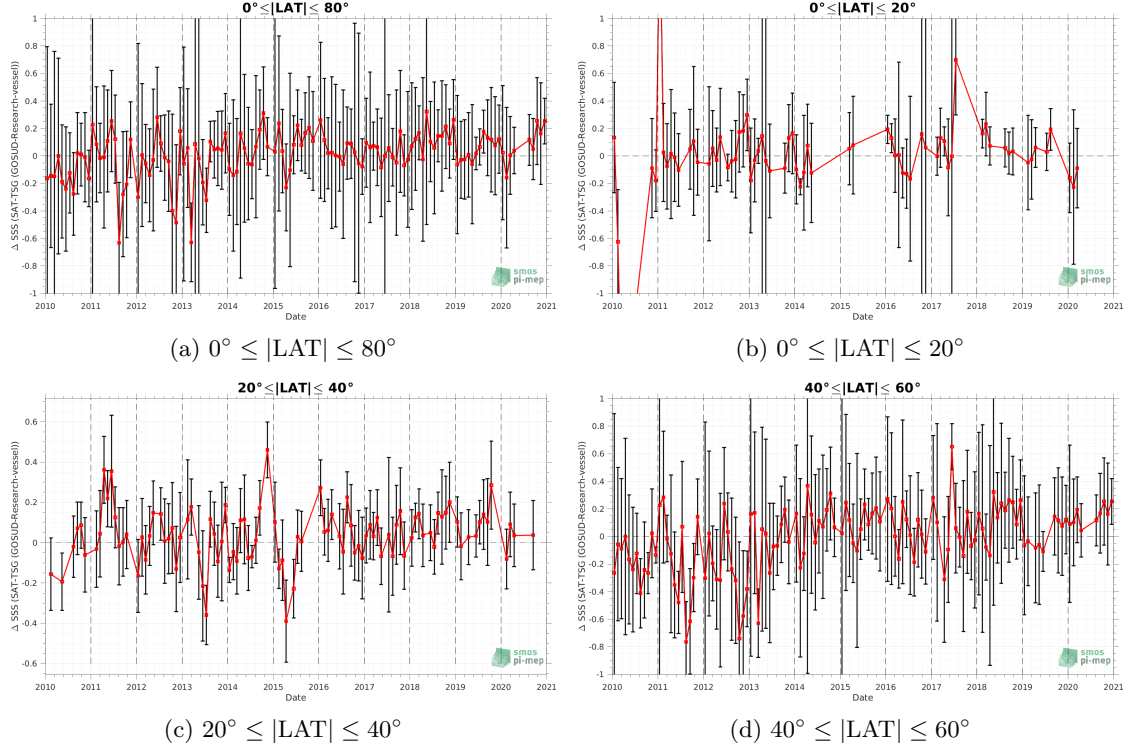 0°≤|LAT|≤ 80°
Δ SSS (SAT-TSG (GOSUD-Research-vessel))
1
0.8
0.6
0.4
0.2
0
-0.2
-0.4
-0.6
-0.8
-1
2010 2011 2012 2013 2014 2015 2016 2017 2018 2019 2020 2021
Date
smos
pi-mep
(a) 0° ≤ |LAT| ≤ 80°
0°≤|LAT|≤ 20°
Δ SSS (SAT-TSG (GOSUD-Research-vessel))
1
0.8
0.6
0.4
0.2
0
-0.2
-0.4
-0.6
-0.8
-1
2010 2011 2012 2013 2014 2015 2016 2017 2018 2019 2020 2021
Date
smos
pi-mep
(b) 0° ≤ |LAT| ≤ 20°
20°≤|LAT|≤ 40°
Δ SSS (SAT-TSG (GOSUD-Research-vessel))
0.6
0.4
0.2
0
-0.2
-0.4
-0.6
2010 2011 2012 2013 2014 2015 2016 2017 2018 2019 2020 2021
Date
smos
pi-mep
(c) 20° ≤ |LAT| ≤ 40°
40°≤|LAT|≤ 60°
Δ SSS (SAT-TSG (GOSUD-Research-vessel))
1
0.8
0.6
0.4
0.2
0
-0.2
-0.4
-0.6
-0.8
-1
2010 2011 2012 2013 2014 2015 2016 2017 2018 2019 2020 2021
Date
smos
pi-mep
(d) 40° ≤ |LAT| ≤ 60°